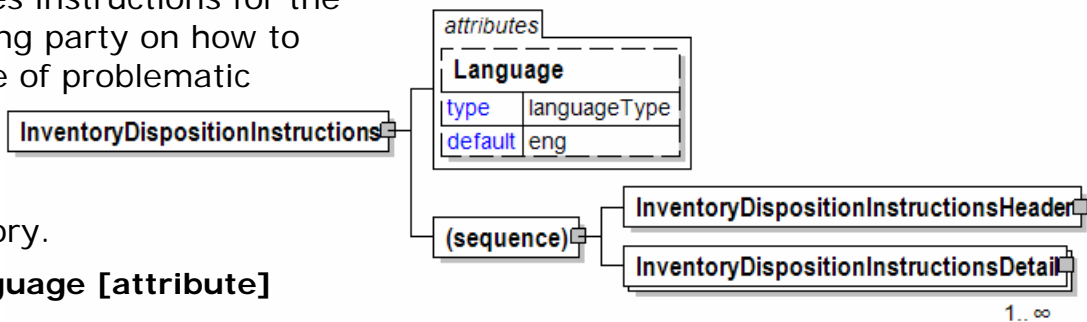 es instructions for the
ng party on how to
e of problematic
ory.
guage [attribute]
InventoryDispositionInstructions
attributes
Language
type languageType
default eng
(sequence)
InventoryDispositionInstructionsHeader
InventoryDispositionInstructionsDetail
1.. ∞